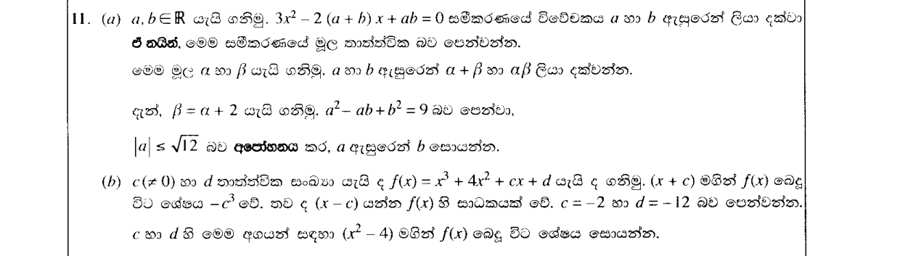 11. (a) a, b ∈ ℝ යැයි ගනිමු. 3x² − 2 (a + b) x + ab = 0 සමීකරණයේ විවේචකය a හා b ඇසුරෙන් ලියා දක්වා
ඒ නයින්, මෙම සමීකරණයේ මූල තාත්ත්වික බව පෙන්වන්න.
මෙම මූල α හා β යැයි ගනිමු. a හා b ඇසුරෙන් α + β හා αβ ලියා දක්වන්න.
දැන්, β = α + 2 යැයි ගනිමු. a² − ab + b² = 9 බව පෙන්වා,
|a| ≤ √12 බව අපෝහනය කර, a ඇසුරෙන් b සොයන්න.
(b) c (≠ 0) හා d තාත්ත්වික සංඛ්‍යා යැයි ද f(x) = x³ + 4x² + cx + d යැයි ද ගනිමු. (x + c) මගින් f(x) බෙදූ
විට ශේෂය −c³ වේ. තව ද (x − c) යන්න f(x) හි සාධකයක් වේ. c = −2 හා d = −12 බව පෙන්වන්න.
c හා d හි මෙම අගයන් සඳහා (x² − 4) මගින් f(x) බෙදූ විට ශේෂය සොයන්න.